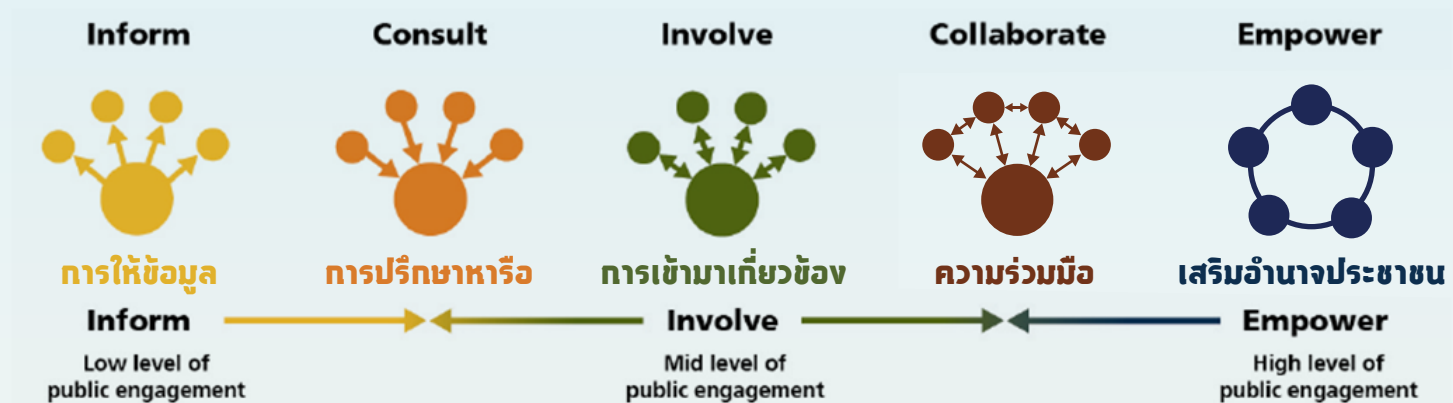 Inform Consult Involve Collaborate Empower
การให้ข้อมูล การปรึกษาหารือ การเข้ามาเกี่ยวข้อง ความร่วมมือ เสริมอำนาจประชาชน
Inform Involve Empower
Low level of Mid level of High level of
public engagement public engagement public engagement